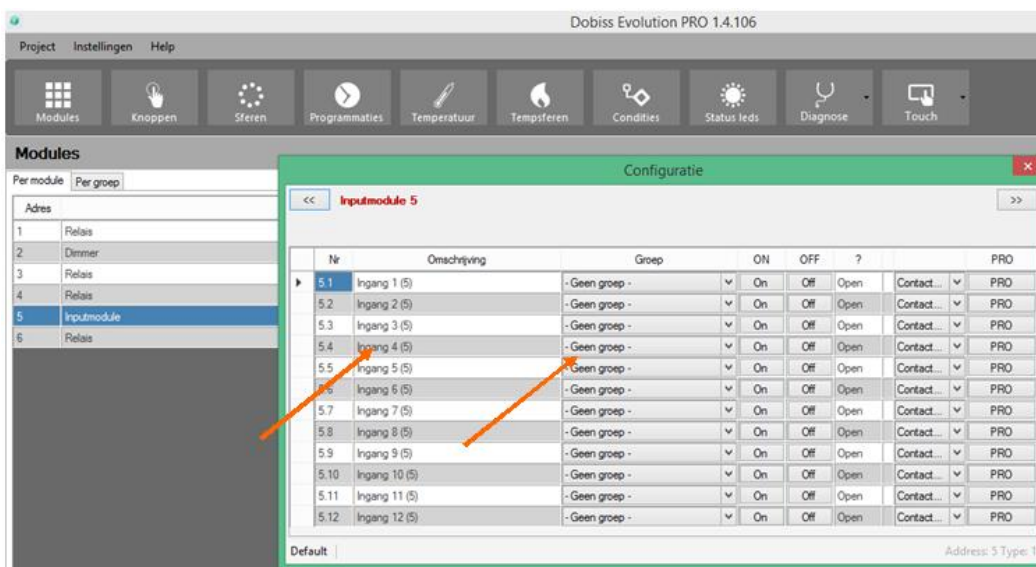 Dobiss Evolution PRO 1.4.106
Project Instellingen Help
Modules Knoppen Sferen Programmaties Temperatuur Tempsferen Condities Status leds Diagnose Touch
Modules
Per module Per groep
Adres
1 Relais
2 Dimmer
3 Relais
4 Relais
5 Inputmodule
6 Relais
Configuratie
<< Inputmodule 5 >>
Nr Omschrijving Groep ON OFF ? PRO
5.1 Ingang 1 (5) - Geen groep - On Off Open Contact... PRO
5.2 Ingang 2 (5) - Geen groep - On Off Open Contact... PRO
5.3 Ingang 3 (5) - Geen groep - On Off Open Contact... PRO
5.4 Ingang 4 (5) - Geen groep - On Off Open Contact... PRO
5.5 Ingang 5 (5) - Geen groep - On Off Open Contact... PRO
5.6 Ingang 6 (5) - Geen groep - On Off Open Contact... PRO
5.7 Ingang 7 (5) - Geen groep - On Off Open Contact... PRO
5.8 Ingang 8 (5) - Geen groep - On Off Open Contact... PRO
5.9 Ingang 9 (5) - Geen groep - On Off Open Contact... PRO
5.10 Ingang 10 (5) - Geen groep - On Off Open Contact... PRO
5.11 Ingang 11 (5) - Geen groep - On Off Open Contact... PRO
5.12 Ingang 12 (5) - Geen groep - On Off Open Contact... PRO
Default Address: 5 Type: 1